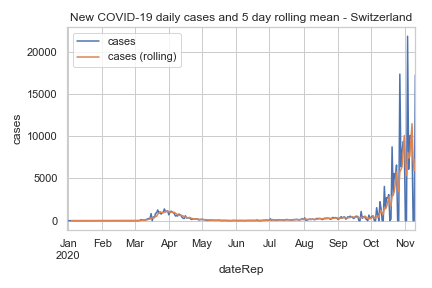 New COVID-19 daily cases and 5 day rolling mean - Switzerland
cases
cases (rolling)
20000
15000
10000
5000
0
cases
Jan Feb Mar Apr May Jun Jul Aug Sep Oct Nov
2020
dateRep